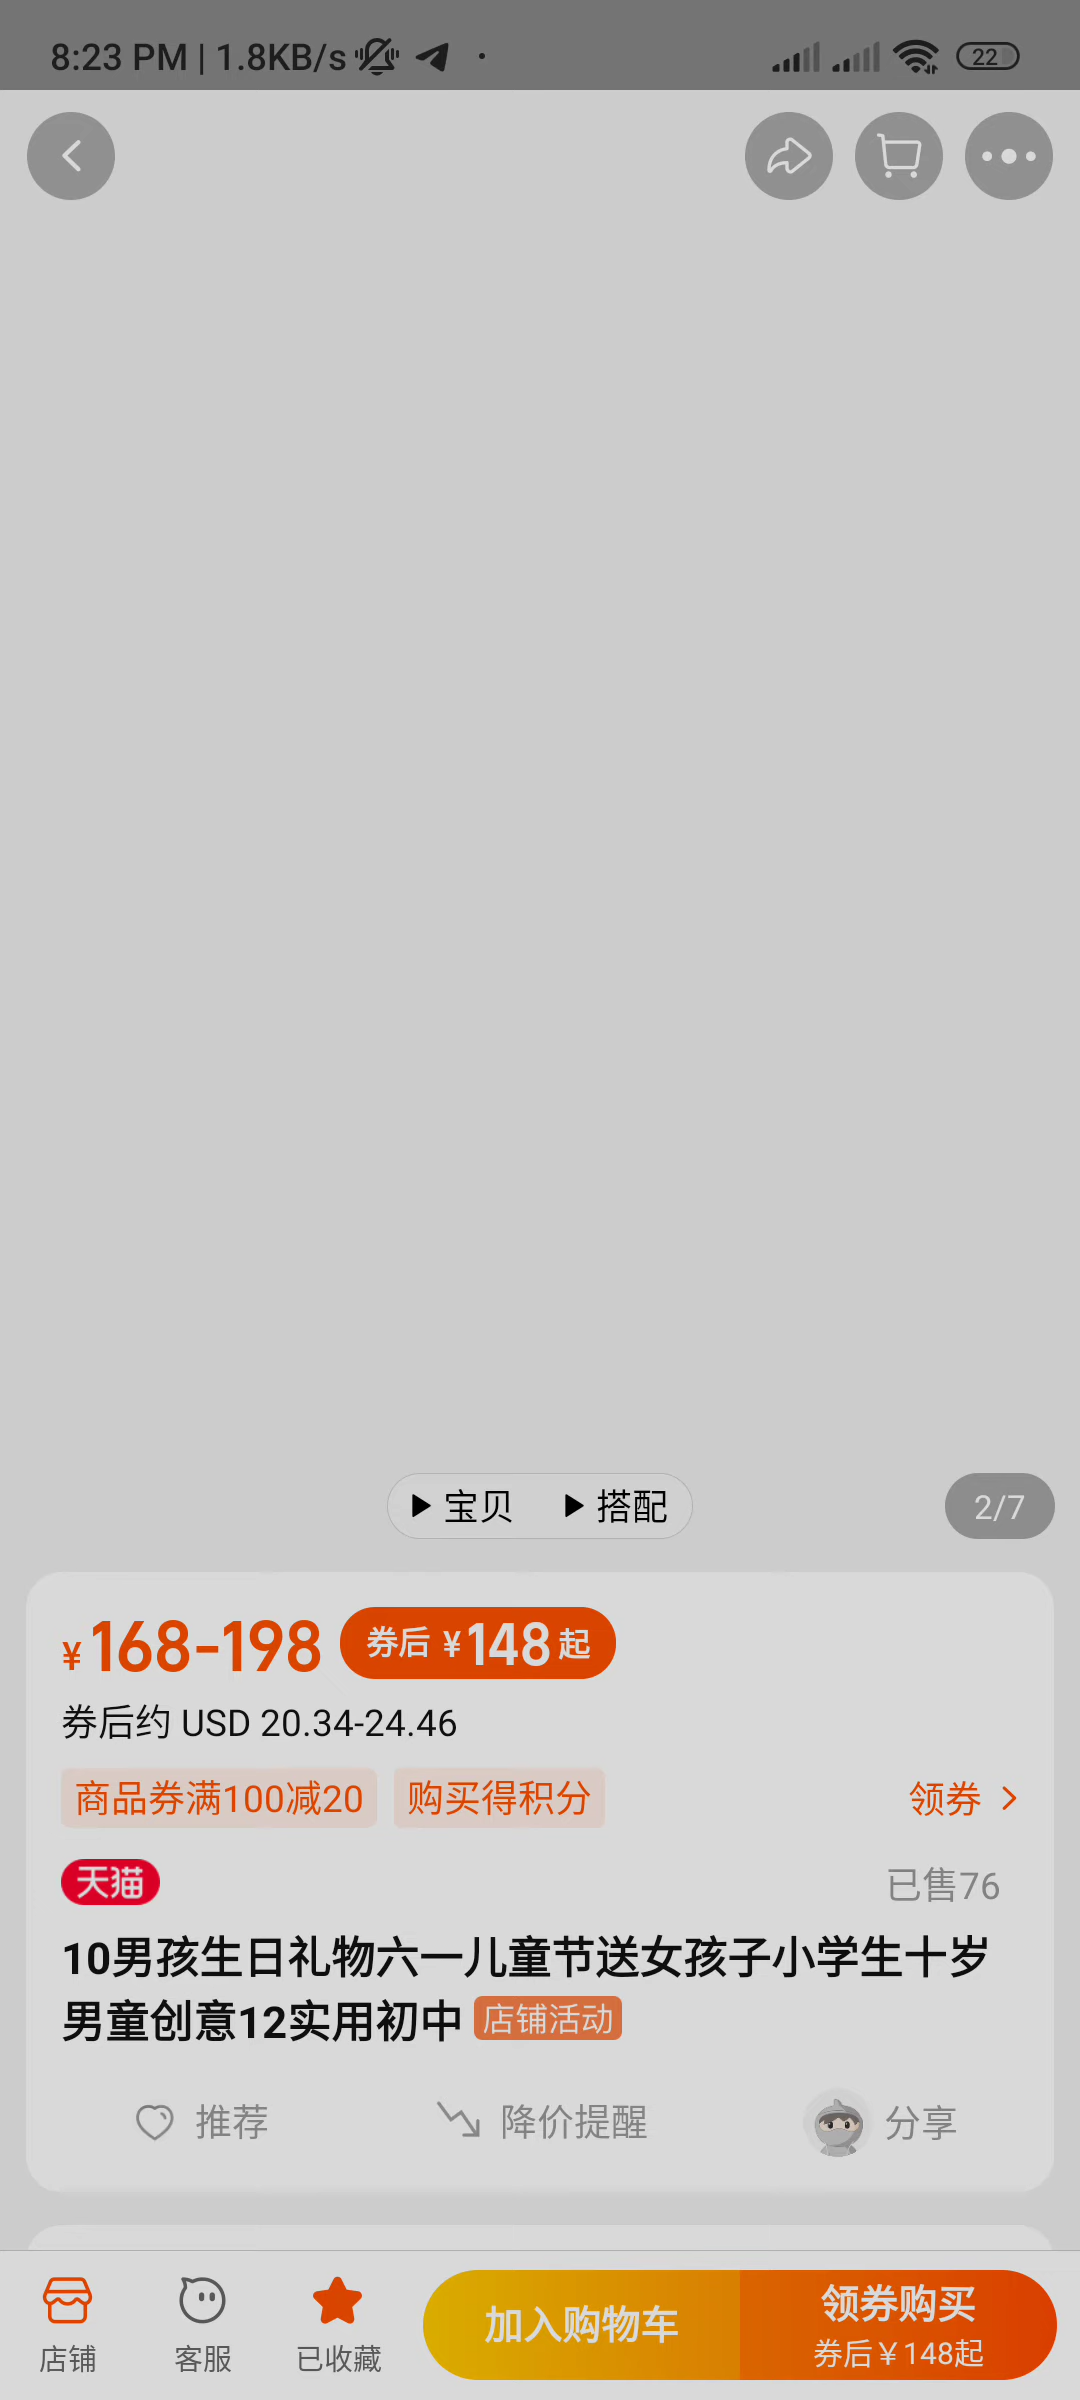 8:23 PM | 1.8KB/s
22
宝贝 搭配
2/7
¥168-198 券后 ¥148起
券后约 USD 20.34-24.46
商品券满100减20 购买得积分 领券
天猫 已售76
10男孩生日礼物六一儿童节送女孩子小学生十岁
男童创意12实用初中 店铺活动
推荐 降价提醒 分享
店铺 客服 已收藏 加入购物车 领券购买
券后¥148起